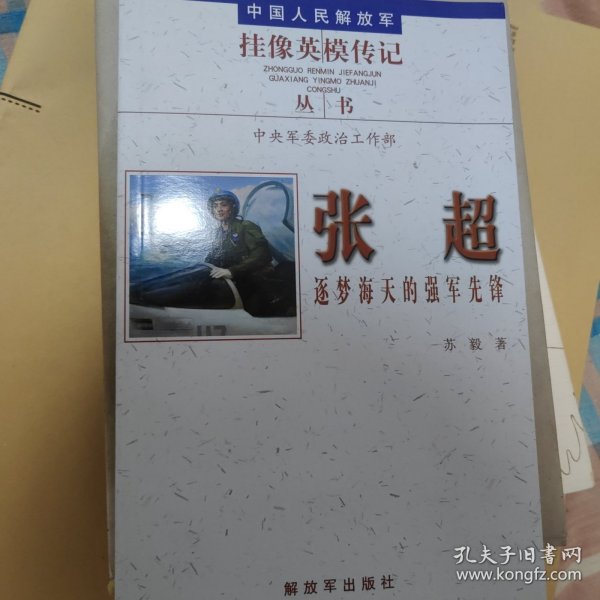 中国人民解放军
挂像英模传记
ZHONGGUO RENMIN JIEFANGJUN
GUAXIANG YINGMO ZHUANJI
CONGSHU
丛书
中央军委政治工作部
张超
逐梦海天的强军先锋
苏毅著
117
解放军出版社
孔夫子旧书网
www.kongfz.com